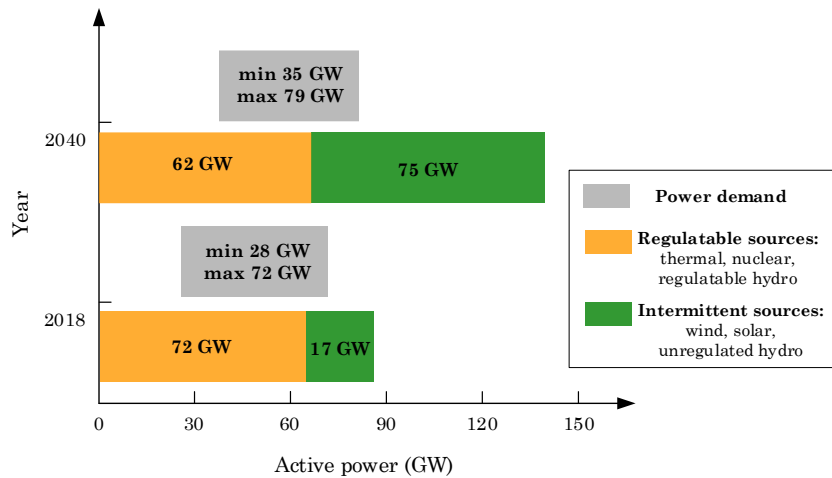 min 35 GW
max 79 GW
2040
62 GW
75 GW
Year
min 28 GW
max 72 GW
2018
72 GW
17 GW
0
30
60
90
120
150
Active power (GW)
Power demand
Regulatable sources:
thermal, nuclear,
regulatable hydro
Intermittent sources:
wind, solar,
unregulated hydro